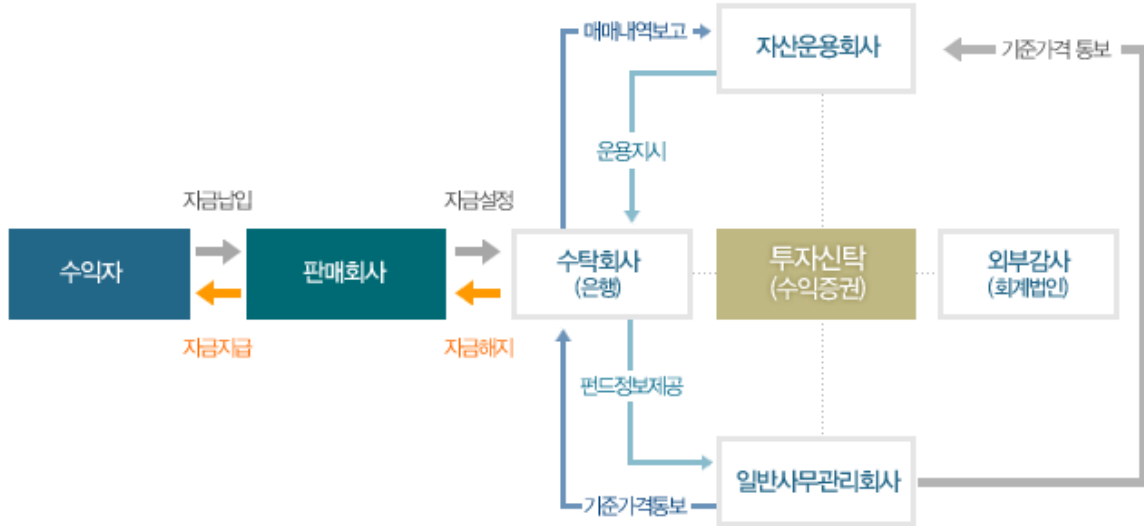 매매내역보고
자산운용회사
기준가격 통보
운용지시
자금납입
자금설정
수익자
판매회사
수탁회사
(은행)
투자신탁
(수익증권)
외부감사
(회계법인)
자금지급
자금해지
펀드정보제공
일반사무관리회사
기준가격통보